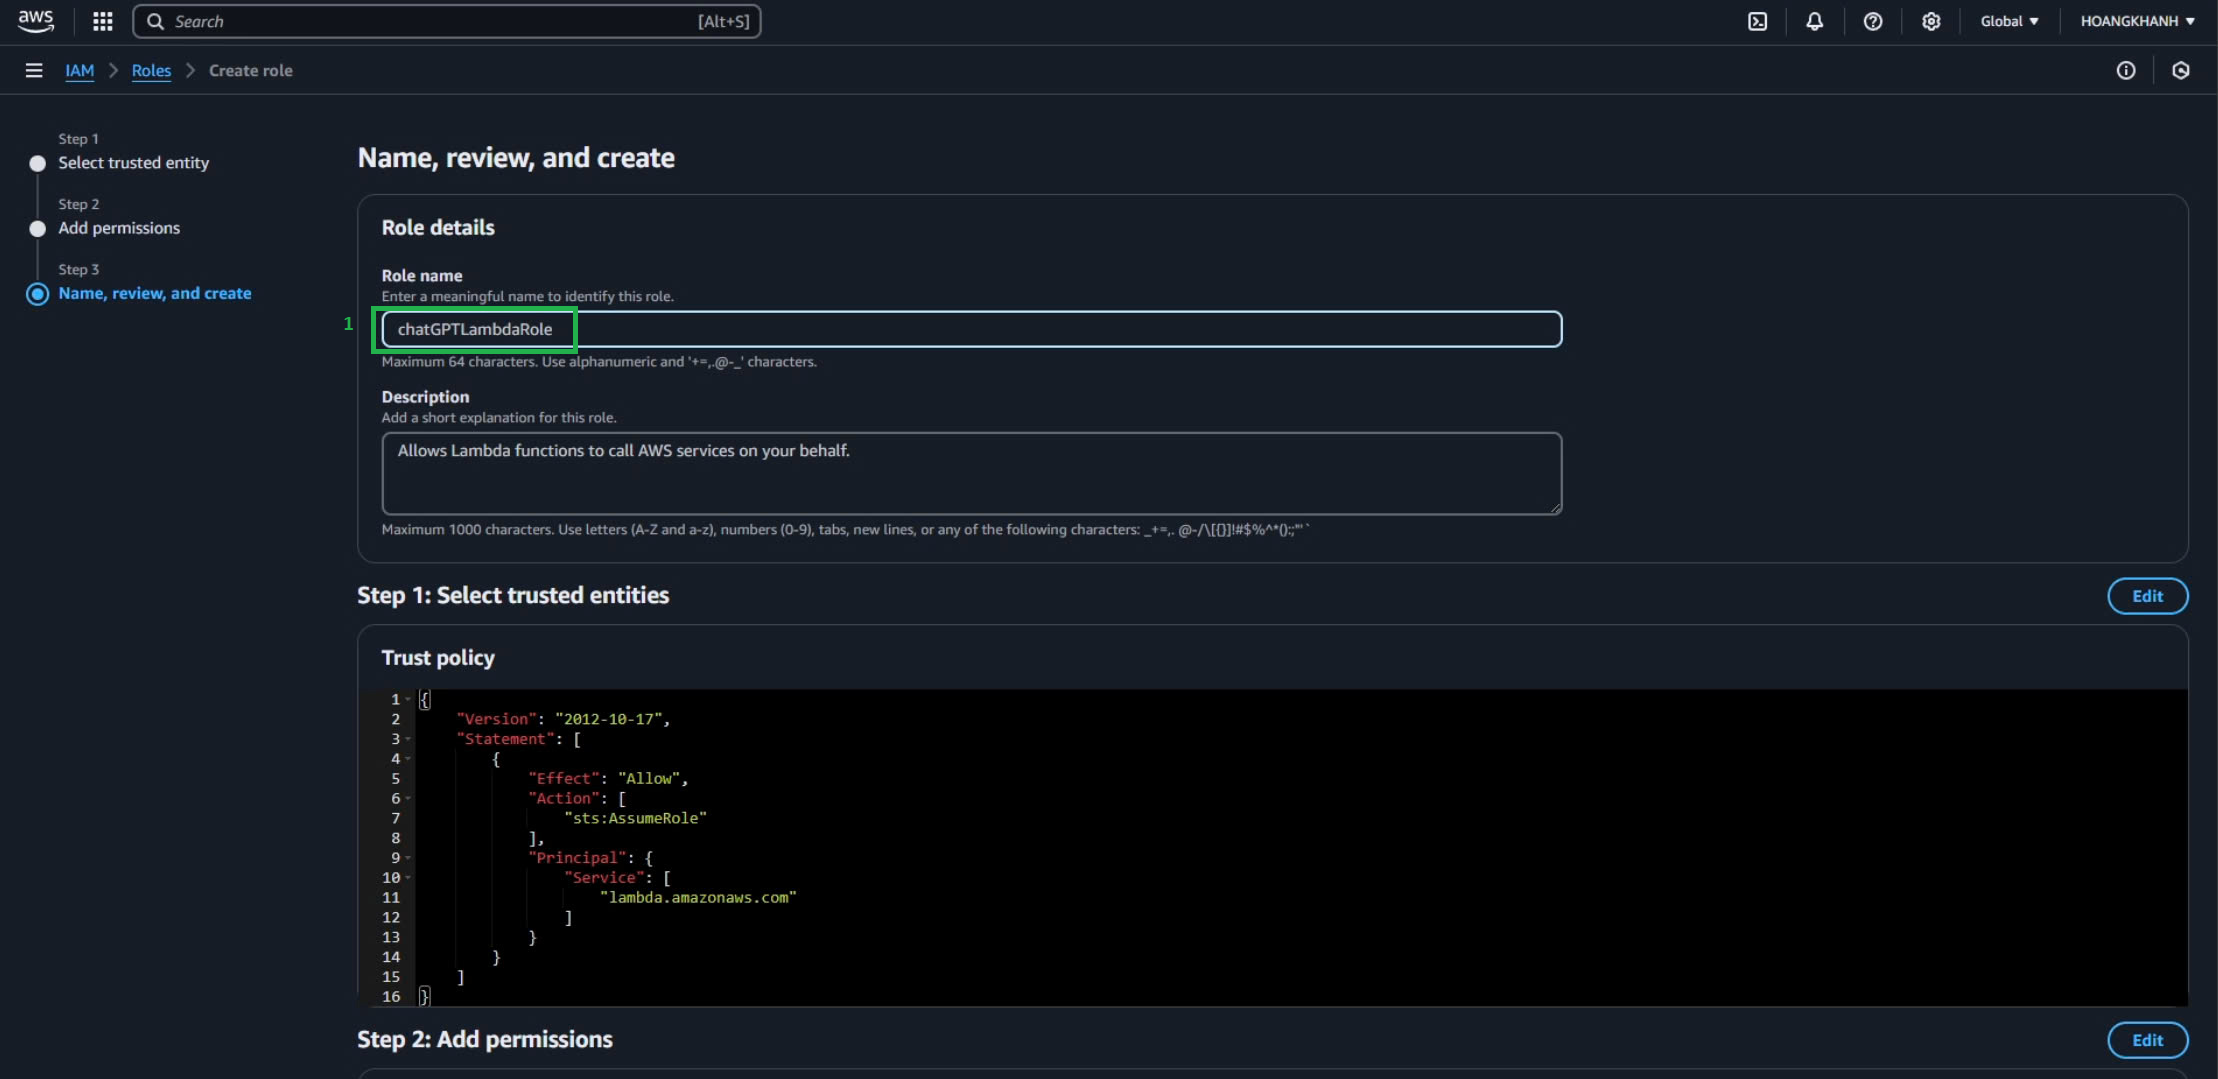 aws
Search [Alt+S]
Global
HOANGKHANH
IAM
Roles
Create role
Step 1
Select trusted entity
Step 2
Add permissions
Step 3
Name, review, and create
Name, review, and create
Role details
Role name
Enter a meaningful name to identify this role.
1
chatGPTLambdaRole
Maximum 64 characters. Use alphanumeric and '+=,.@-_' characters.
Description
Add a short explanation for this role.
Allows Lambda functions to call AWS services on your behalf.
Maximum 1000 characters. Use letters (A-Z and a-z), numbers (0-9), tabs, new lines, or any of the following characters: _+=,. @-/\[{}]!#$%^*();:"'`
Step 1: Select trusted entities
Edit
Trust policy
1 {
2 "Version": "2012-10-17",
3 "Statement": [
4 {
5 "Effect": "Allow",
6 "Action": [
7 "sts:AssumeRole"
8 ],
9 "Principal": {
10 "Service": [
11 "lambda.amazonaws.com"
12 ]
13 }
14 }
15 ]
16 }
Step 2: Add permissions
Edit